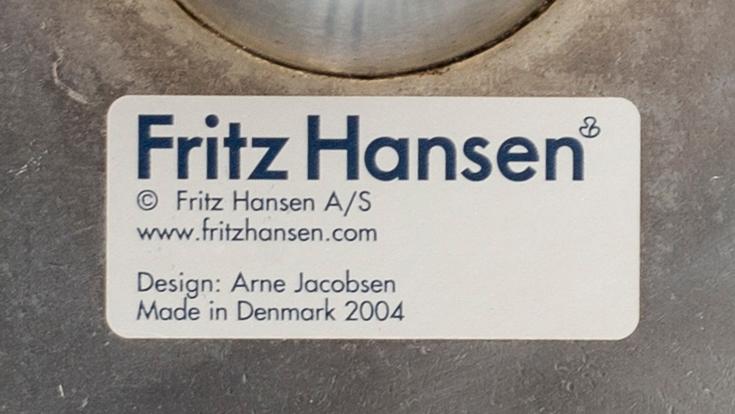 Fritz Hansen
© Fritz Hansen A/S
www.fritzhansen.com
Design: Arne Jacobsen
Made in Denmark 2004